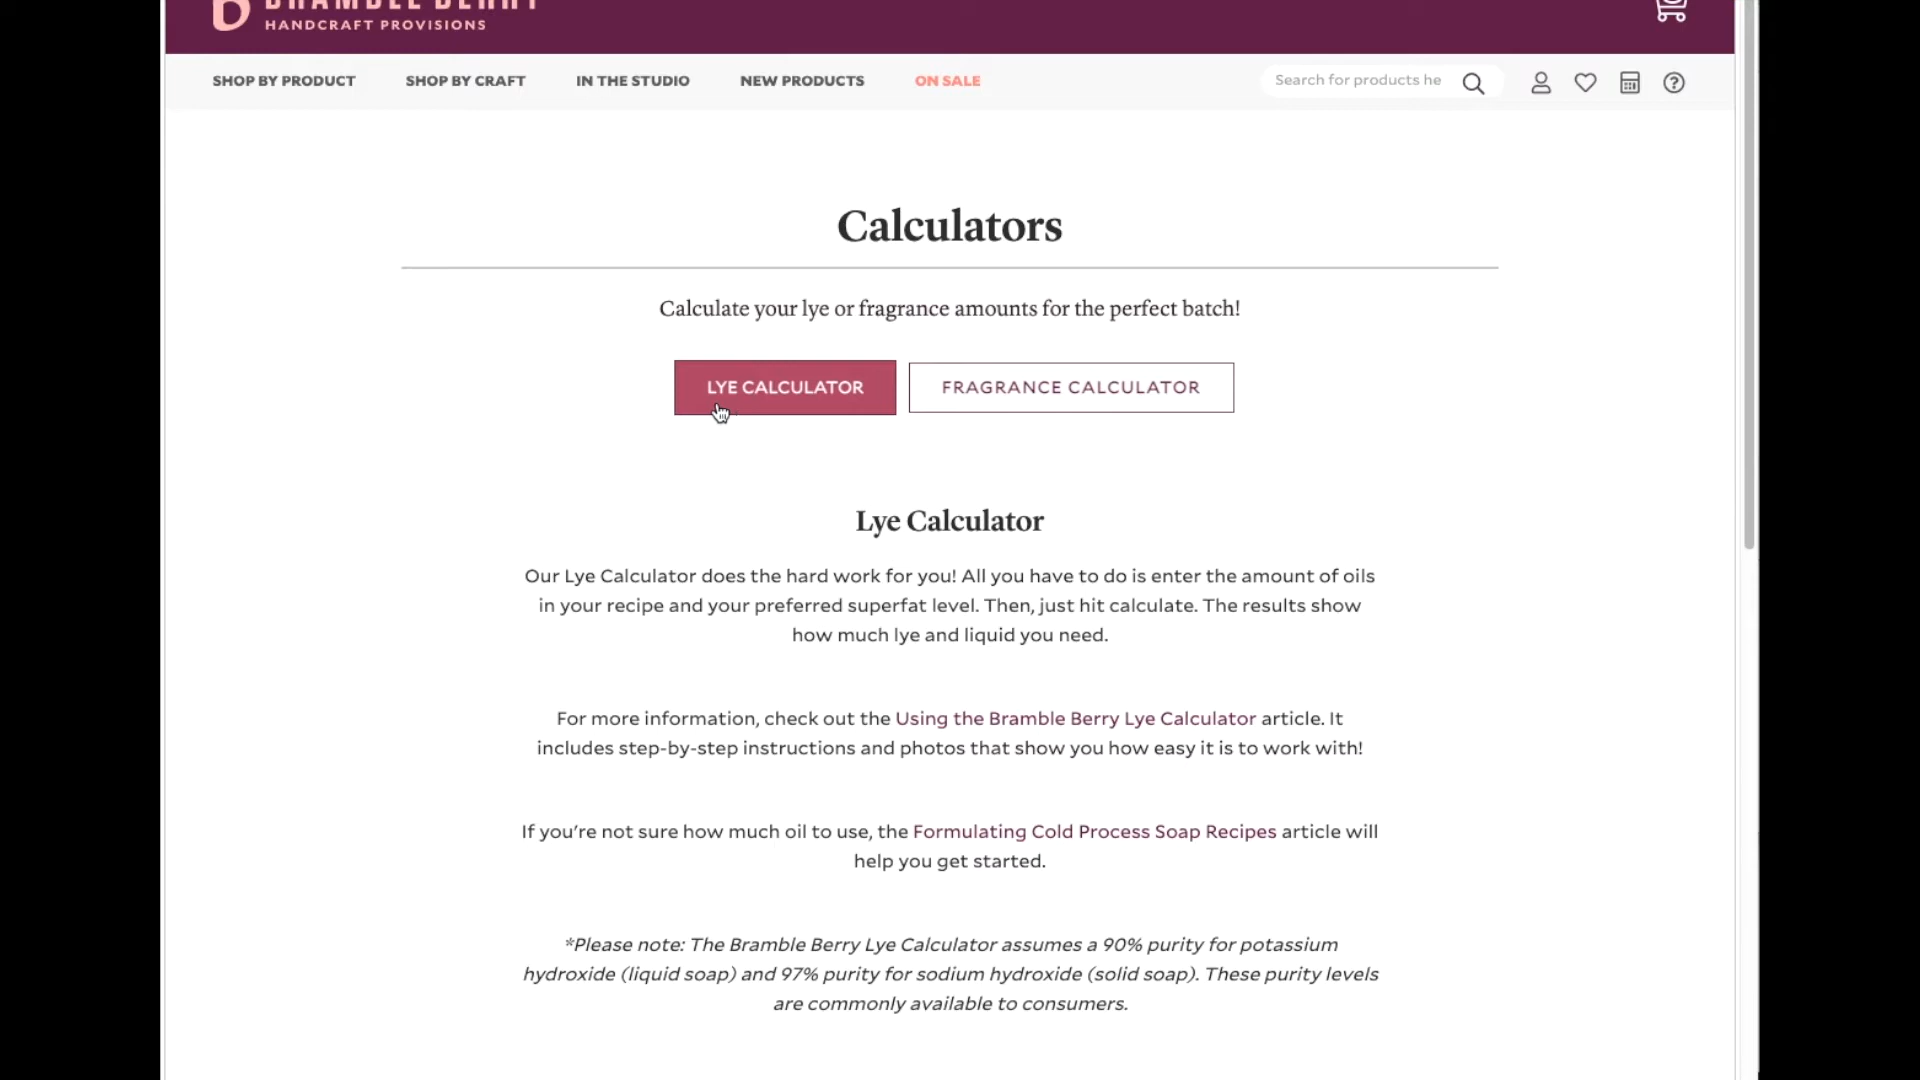 BRAMBLE BERRY
HANDCRAFT PROVISIONS
SHOP BY PRODUCT SHOP BY CRAFT IN THE STUDIO NEW PRODUCTS ON SALE Search for products he
Calculators
Calculate your lye or fragrance amounts for the perfect batch!
LYE CALCULATOR FRAGRANCE CALCULATOR
Lye Calculator
Our Lye Calculator does the hard work for you! All you have to do is enter the amount of oils
in your recipe and your preferred superfat level. Then, just hit calculate. The results show
how much lye and liquid you need.
For more information, check out the Using the Bramble Berry Lye Calculator article. It
includes step-by-step instructions and photos that show you how easy it is to work with!
If you're not sure how much oil to use, the Formulating Cold Process Soap Recipes article will
help you get started.
*Please note: The Bramble Berry Lye Calculator assumes a 90% purity for potassium
hydroxide (liquid soap) and 97% purity for sodium hydroxide (solid soap). These purity levels
are commonly available to consumers.